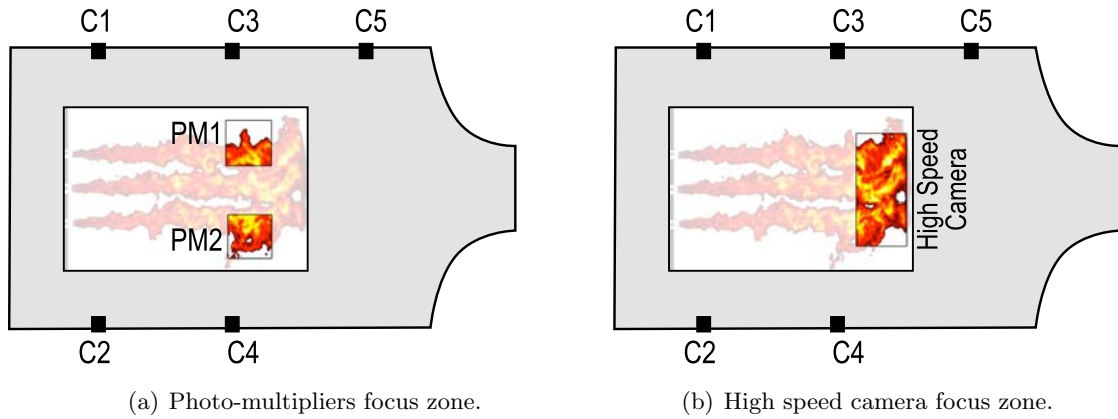 C1 C3 C5
PM1
PM2
C2 C4
(a) Photo-multipliers focus zone.
C1 C3 C5
High Speed
Camera
C2 C4
(b) High speed camera focus zone.